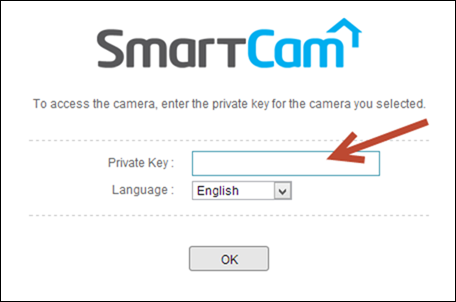 SmartCam
To access the camera, enter the private key for the camera you selected.
Private Key :
Language : English
OK